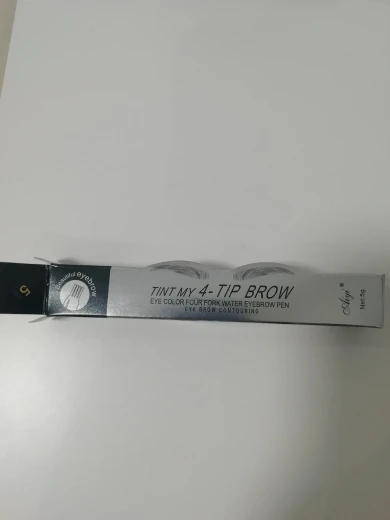 5
beautiful eyebrow
TINT MY 4-TIP BROW
EYE COLOR FOUR FORK WATER EYEBROW PEN
EYE BROW CONTOURING
Net:5g